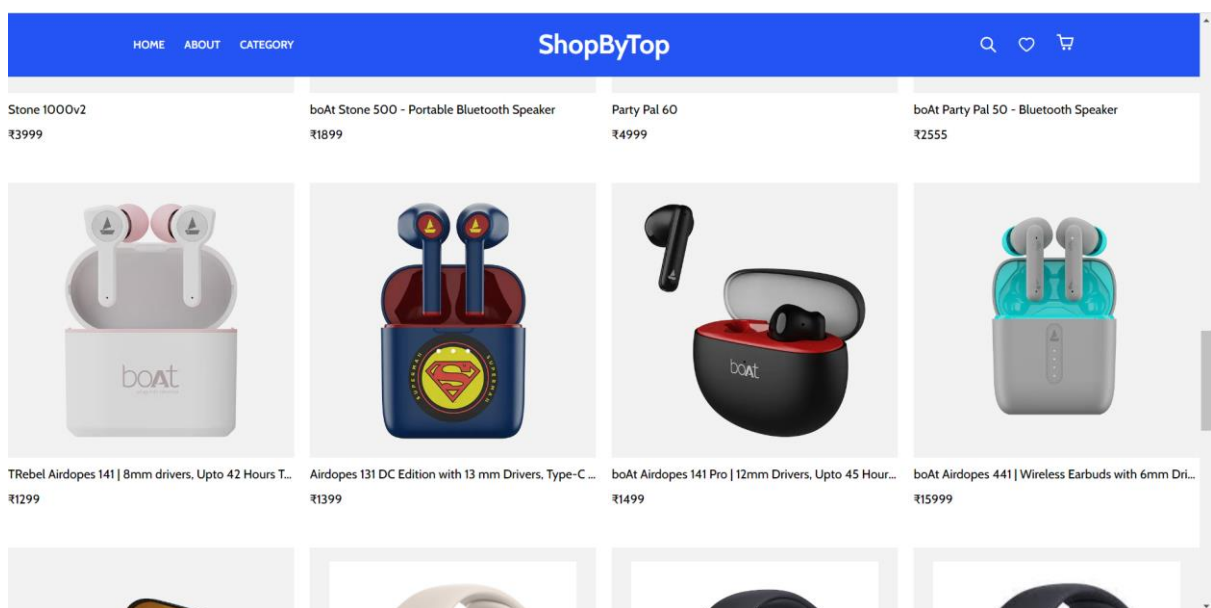 HOME ABOUT CATEGORY ShopByTop
Stone 1000v2
₹3999
boAt Stone 500 - Portable Bluetooth Speaker
₹1899
Party Pal 60
₹4999
boAt Party Pal 50 - Bluetooth Speaker
₹2555
boAt
SUPERMAN SUPERMAN
boAt
TRebel Airdopes 141 | 8mm drivers, Upto 42 Hours T...
₹1299
Airdopes 131 DC Edition with 13 mm Drivers, Type-C ...
₹1399
boAt Airdopes 141 Pro | 12mm Drivers, Upto 45 Hour...
₹1499
boAt Airdopes 441 | Wireless Earbuds with 6mm Dri...
₹15999